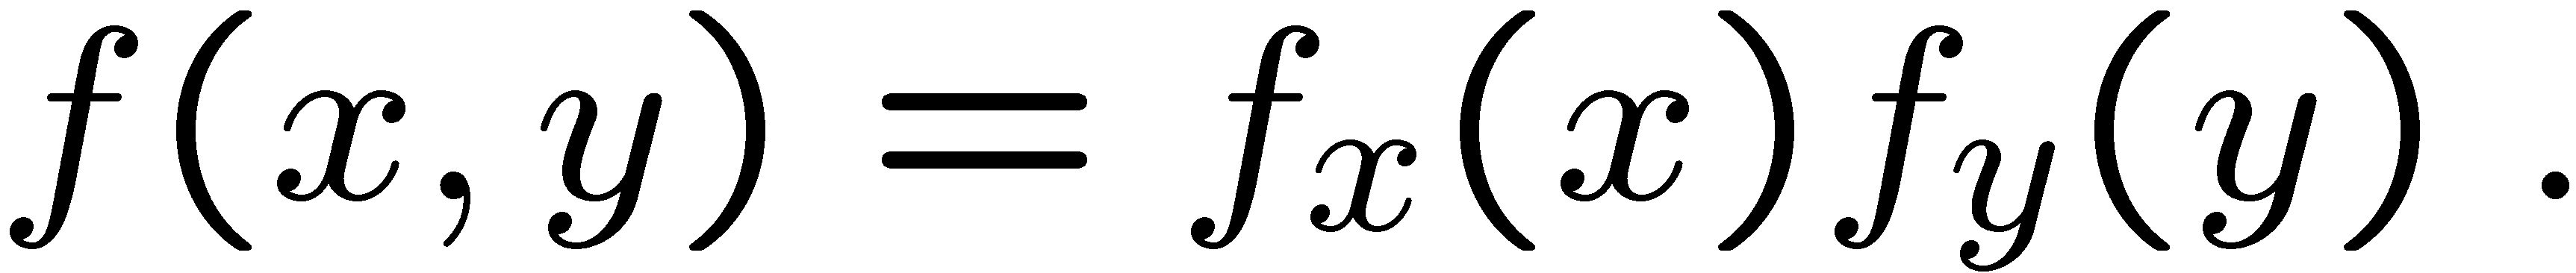 f(x, y) = f_x(x) f_y(y) .